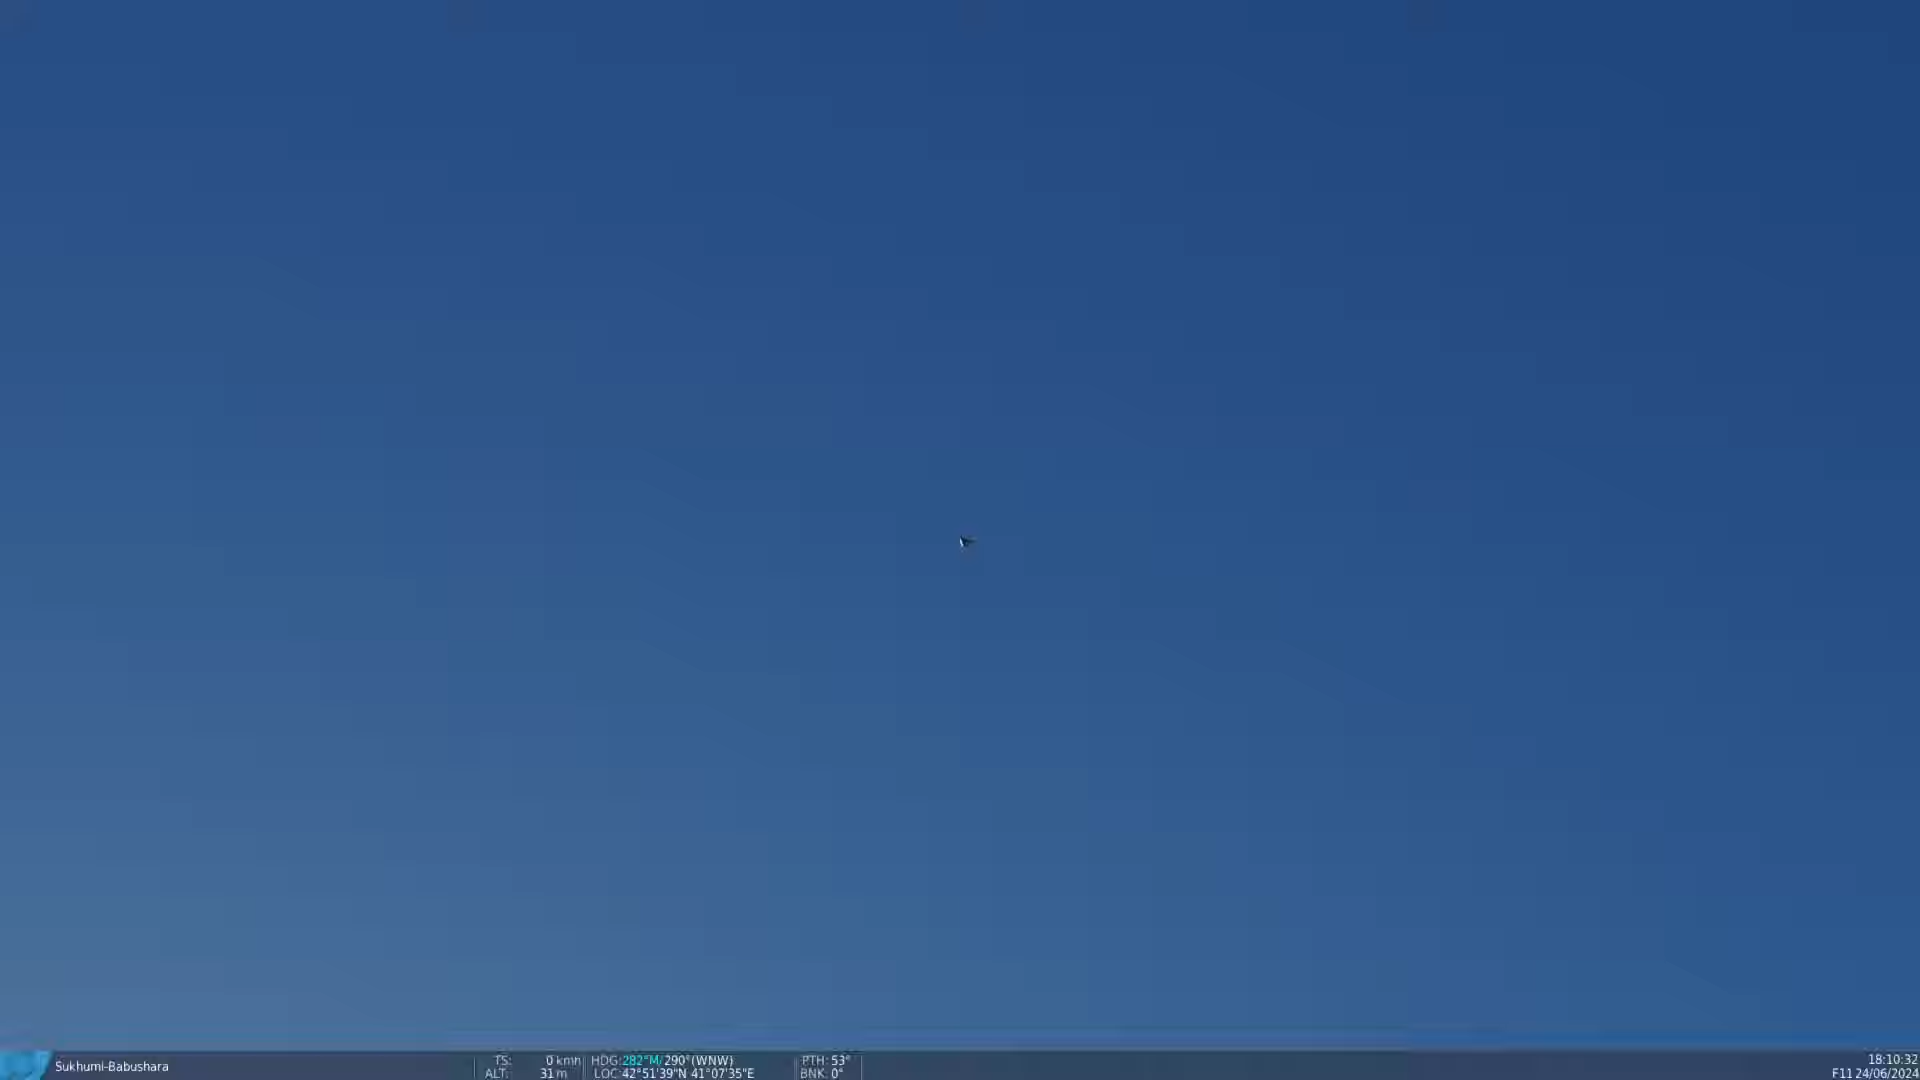 Sukhumi-Babushara
TS: 0 kmh HDG: 282°M/290°(WNW) PTH: 53° 18:10:32
ALT: 31 m LOC: 42°51'39"N 41°07'35"E BNK: 0° F11 24/06/2024